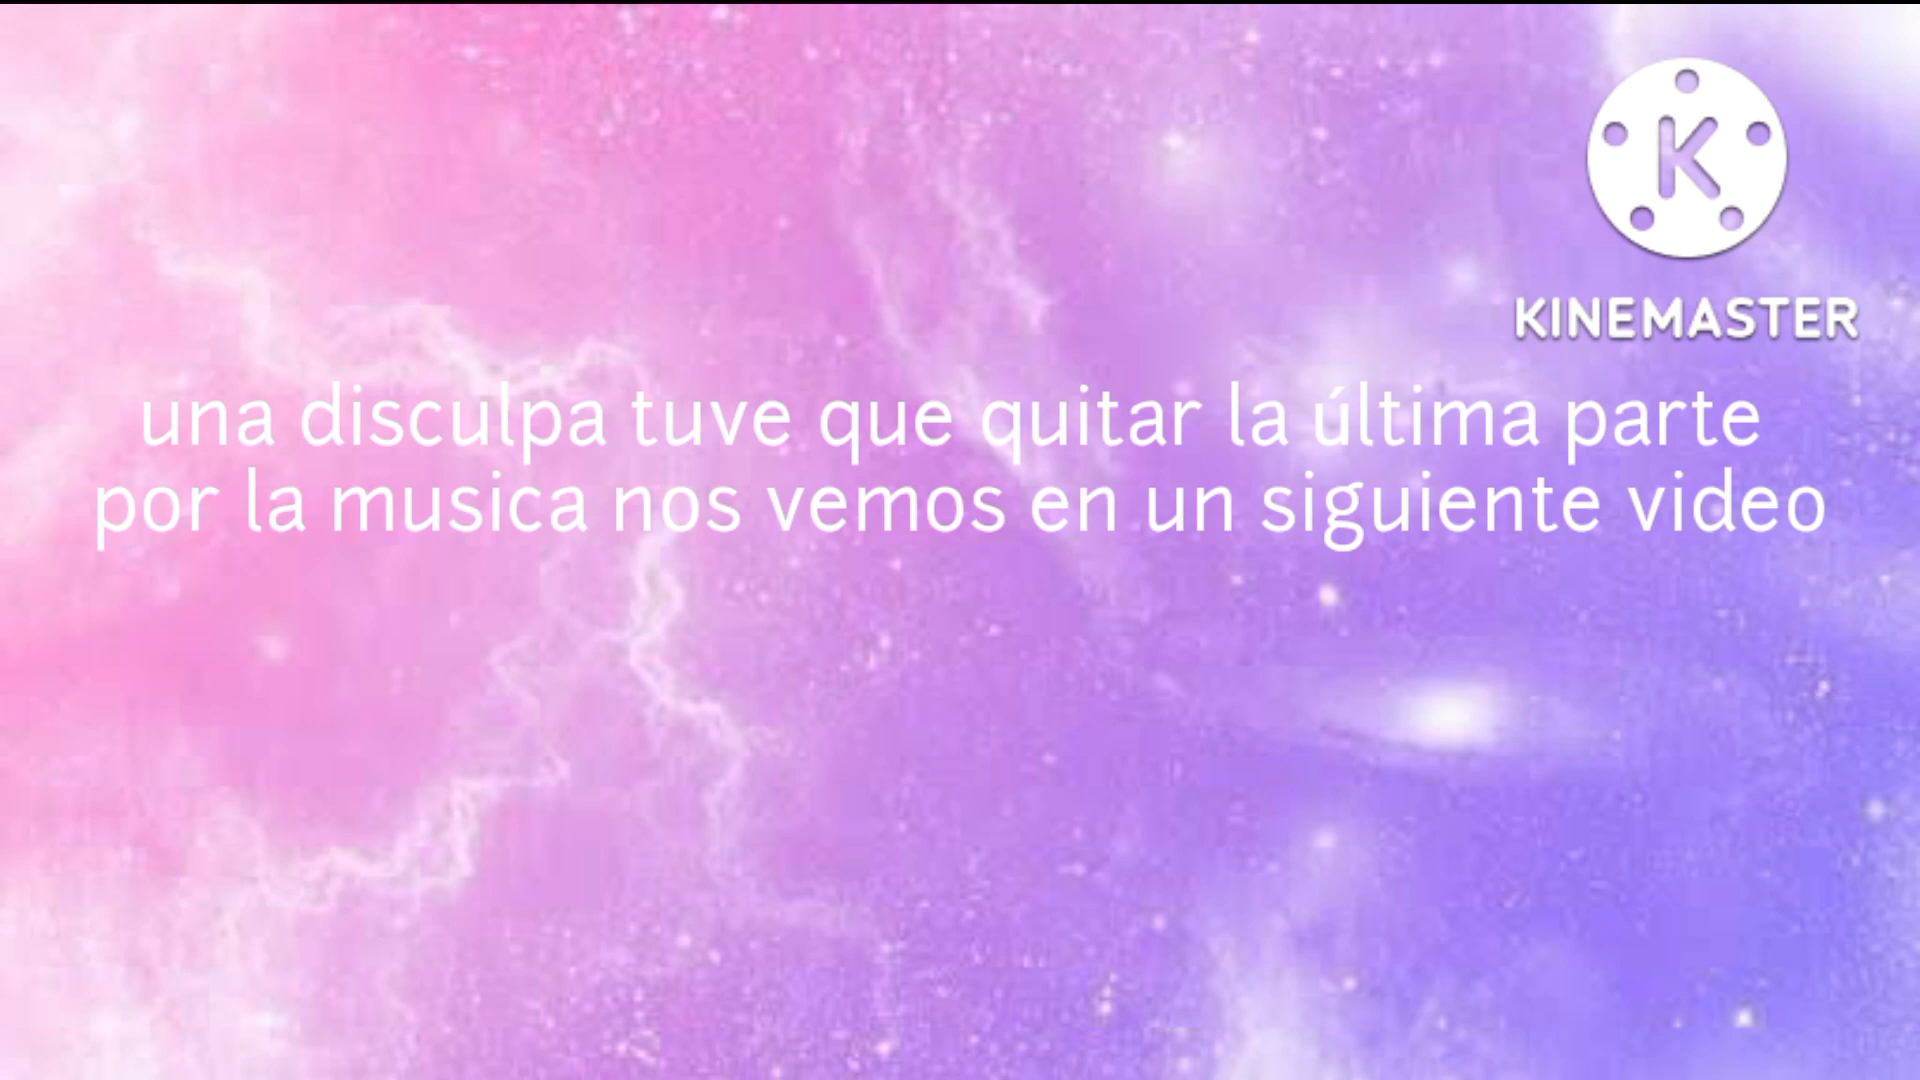 K
KINEMASTER
una disculpa tuve que quitar la última parte
por la musica nos vemos en un siguiente video